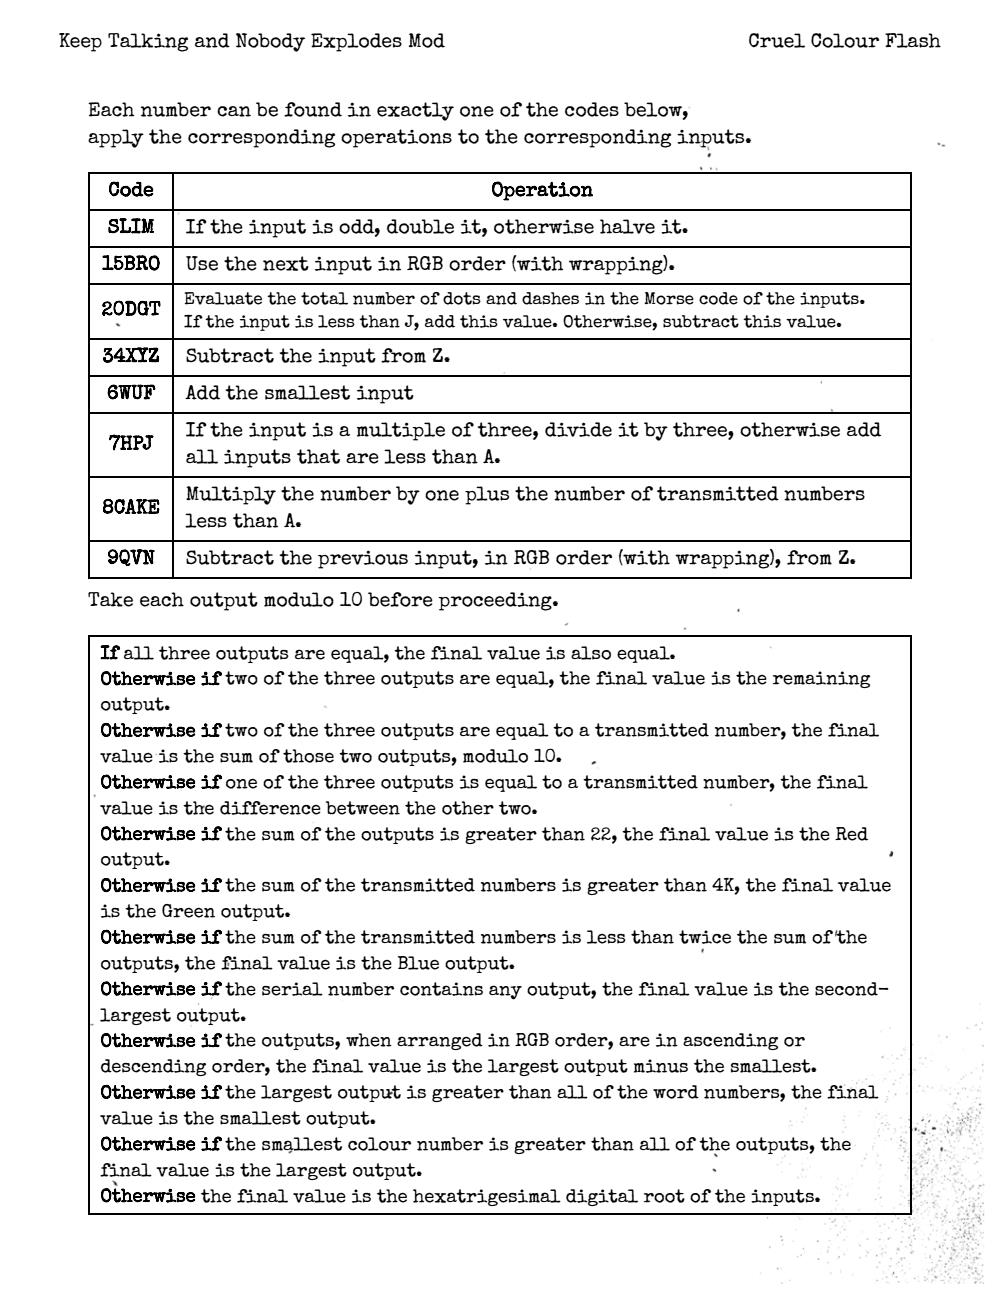 Keep Talking and Nobody Explodes Mod
Cruel Colour Flash
Each number can be found in exactly one of the codes below,
apply the corresponding operations to the corresponding inputs.
Code
Operation
SLIM
If the input is odd, double it, otherwise halve it.
15BRO
Use the next input in RGB order (with wrapping).
20DGT
Evaluate the total number of dots and dashes in the Morse code of the inputs.
If the input is less than J, add this value. Otherwise, subtract this value.
34XYZ
Subtract the input from Z.
6WUF
Add the smallest input
7HPJ
If the input is a multiple of three, divide it by three, otherwise add
all inputs that are less than A.
8CAKE
Multiply the number by one plus the number of transmitted numbers
less than A.
9QVN
Subtract the previous input, in RGB order (with wrapping), from Z.
Take each output modulo 10 before proceeding.
If all three outputs are equal, the final value is also equal.
Otherwise if two of the three outputs are equal, the final value is the remaining
output.
Otherwise if two of the three outputs are equal to a transmitted number, the final
value is the sum of those two outputs, modulo 10.
Otherwise if one of the three outputs is equal to a transmitted number, the final
value is the difference between the other two.
Otherwise if the sum of the outputs is greater than 22, the final value is the Red
output.
Otherwise if the sum of the transmitted numbers is greater than 4K, the final value
is the Green output.
Otherwise if the sum of the transmitted numbers is less than twice the sum of the
outputs, the final value is the Blue output.
Otherwise if the serial number contains any output, the final value is the second-
largest output.
Otherwise if the outputs, when arranged in RGB order, are in ascending or
descending order, the final value is the largest output minus the smallest.
Otherwise if the largest output is greater than all of the word numbers, the final
value is the smallest output.
Otherwise if the smallest colour number is greater than all of the outputs, the
final value is the largest output.
Otherwise the final value is the hexatrigesimal digital root of the inputs.